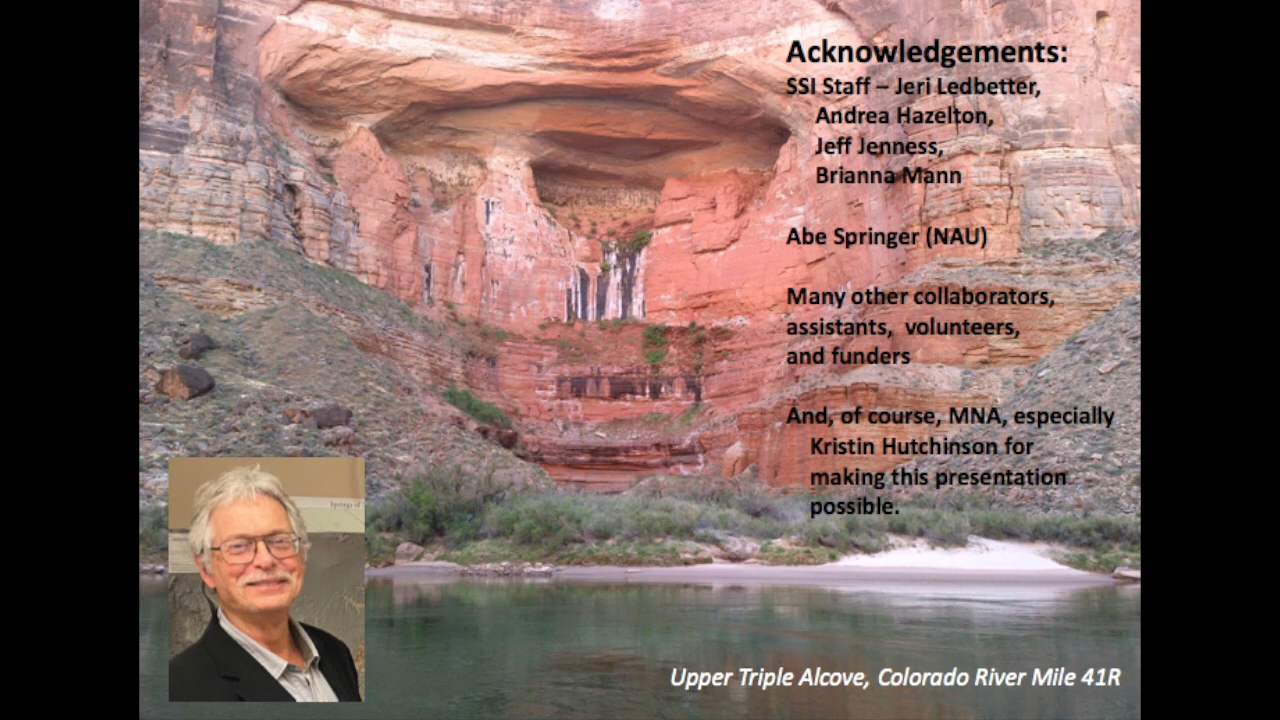 Acknowledgements:
SSI Staff – Jeri Ledbetter,
Andrea Hazelton,
Jeff Jenness,
Brianna Mann
Abe Springer (NAU)
Many other collaborators,
assistants, volunteers,
and funders
And, of course, MNA, especially
Kristin Hutchinson for
making this presentation
possible.
Springs of
Upper Triple Alcove, Colorado River Mile 41R